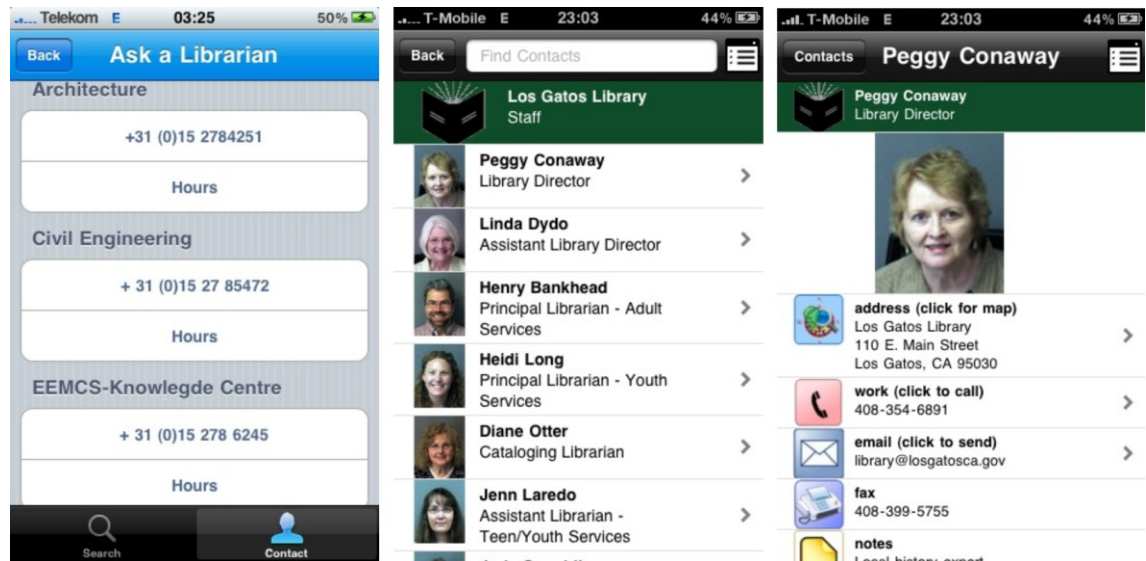 Telekom E 03:25 50%
Back Ask a Librarian
Architecture
+31 (0)15 2784251
Hours
Civil Engineering
+ 31 (0)15 27 85472
Hours
EEMCS-Knowlegde Centre
+ 31 (0)15 278 6245
Hours
Search Contact
T-Mobile E 23:03 44%
Back Find Contacts
Los Gatos Library
Staff
Peggy Conaway
Library Director
Linda Dydo
Assistant Library Director
Henry Bankhead
Principal Librarian - Adult
Services
Heidi Long
Principal Librarian - Youth
Services
Diane Otter
Cataloging Librarian
Jenn Laredo
Assistant Librarian -
Teen/Youth Services
T-Mobile E 23:03 44%
Contacts Peggy Conaway
Peggy Conaway
Library Director
address (click for map)
Los Gatos Library
110 E. Main Street
Los Gatos, CA 95030
work (click to call)
408-354-6891
email (click to send)
library@losgatosca.gov
fax
408-399-5755
notes
Local history expert